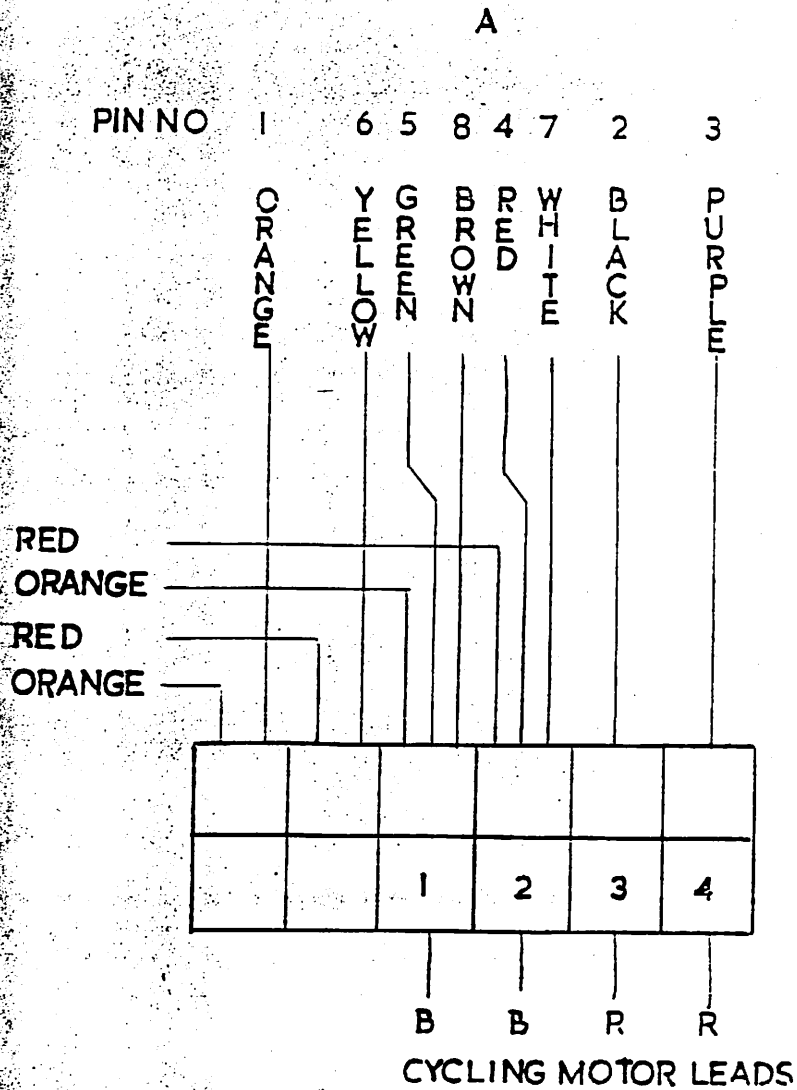 A
PIN NO 1 6 5 8 4 7 2 3
ORANGE YELLOW GREEN BROWN RED WHITE BLACK PURPLE
RED
ORANGE
RED
ORANGE
1 2 3 4
B B R R
CYCLING MOTOR LEADS